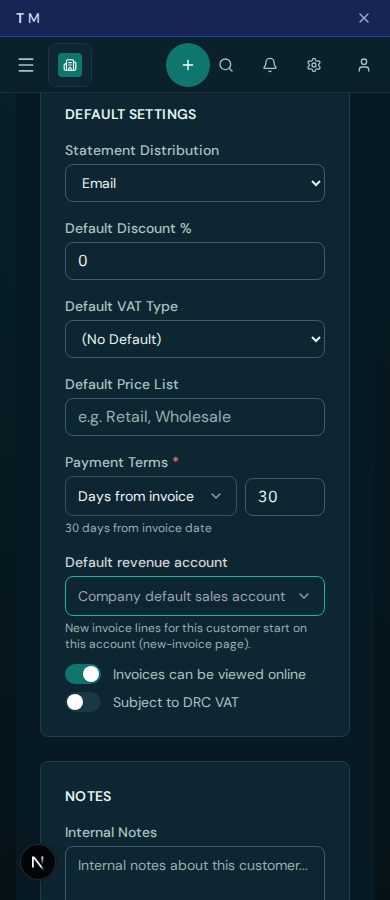 T M
DEFAULT SETTINGS
Statement Distribution
Email
Default Discount %
0
Default VAT Type
(No Default)
Default Price List
e.g. Retail, Wholesale
Payment Terms *
Days from invoice
30
30 days from invoice date
Default revenue account
Company default sales account
New invoice lines for this customer start on
this account (new-invoice page).
Invoices can be viewed online
Subject to DRC VAT
NOTES
Internal Notes
N
Internal notes about this customer...